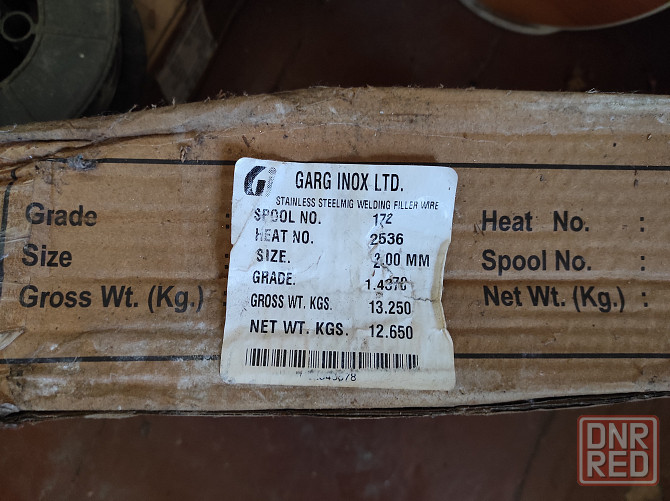 Gi GARG INOX LTD.
STAINLESS STEELMIG WELDING FILLER WIRE
SPOOL NO. 172
HEAT NO. 2536
SIZE. 2.00 MM
GRADE. 1.4370
GROSS WT. KGS. 13.250
NET WT. KGS. 12.650
Grade :
Size :
Gross Wt. (Kg.) :
Heat No. :
Spool No. :
Net Wt. (Kg.) :
DNR
RED